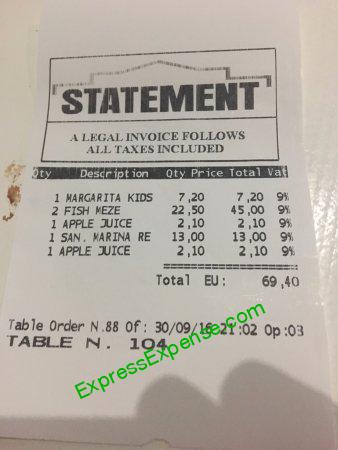 STATEMENT
A LEGAL INVOICE FOLLOWS
ALL TAXES INCLUDED
Qty Description Qty Price Total Vat
1 MARGARITA KIDS 7,20 7,20 9%
2 FISH MEZE 22,50 45,00 9%
1 APPLE JUICE 2,10 2,10 9%
1 SAN. MARINA RE 13,00 13,00 9%
1 APPLE JUICE 2,10 2,10 9%
Total EU: 69,40
Table Order N.88 Of: 30/09/16 21:02 Op:03
TABLE N. 104
ExpressExpense.com